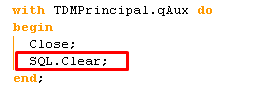 with TDMPrincipal.qAux do
begin
Close;
SQL.Clear;
end;